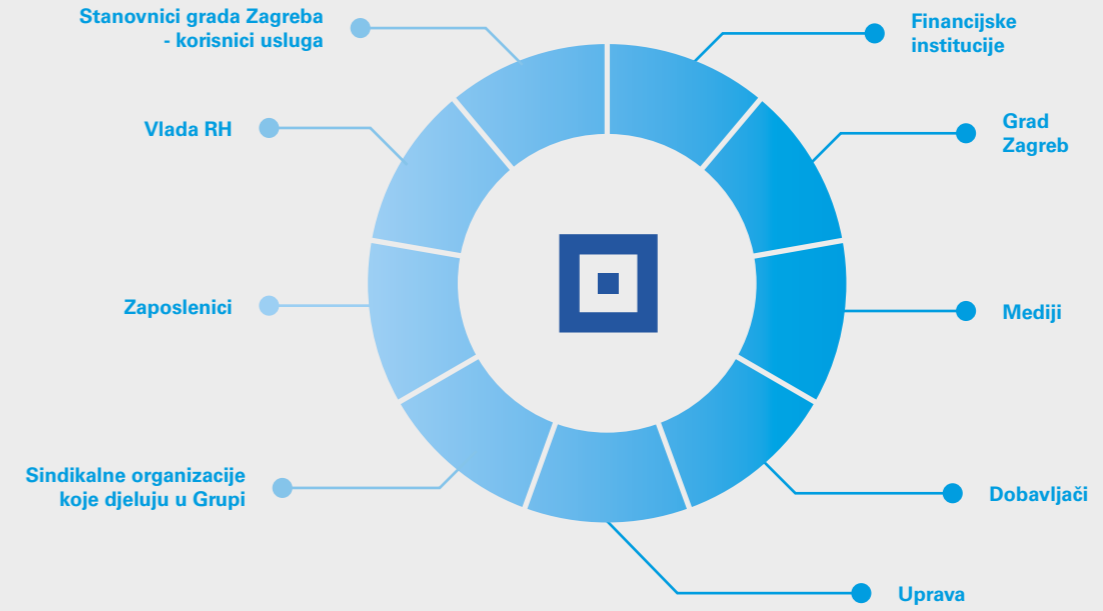 Stanovnici grada Zagreba
- korisnici usluga
Financijske
institucije
Vlada RH
Grad
Zagreb
Zaposlenici
Mediji
Sindikalne organizacije
koje djeluju u Grupi
Dobavljači
Uprava